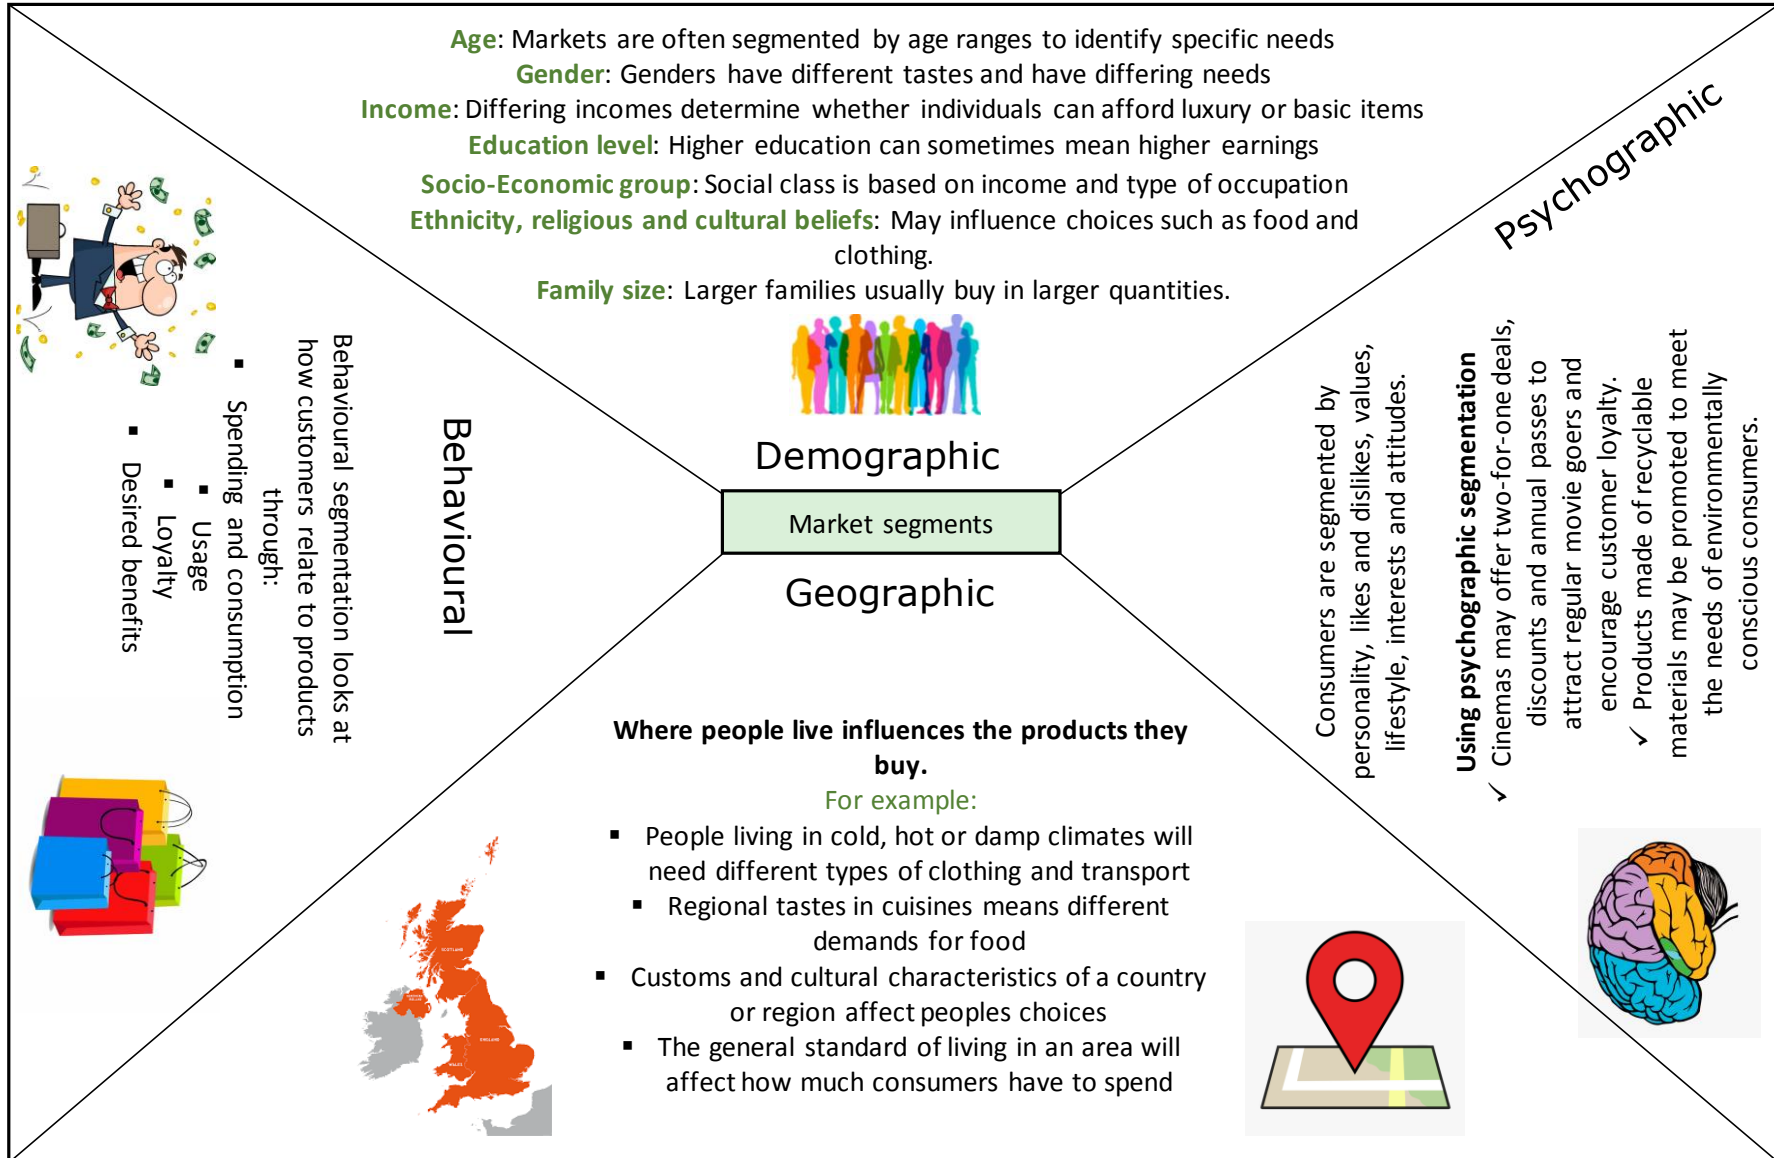 Age: Markets are often segmented by age ranges to identify specific needs
Gender: Genders have different tastes and have differing needs
Income: Differing incomes determine whether individuals can afford luxury or basic items
Education level: Higher education can sometimes mean higher earnings
Socio-Economic group: Social class is based on income and type of occupation
Ethnicity, religious and cultural beliefs: May influence choices such as food and
clothing.
Family size: Larger families usually buy in larger quantities.
Demographic
Market segments
Geographic
Where people live influences the products they
buy.
For example:
▪ People living in cold, hot or damp climates will
need different types of clothing and transport
▪ Regional tastes in cuisines means different
demands for food
▪ Customs and cultural characteristics of a country
or region affect peoples choices
▪ The general standard of living in an area will
affect how much consumers have to spend
SCOTLAND
ENGLAND
WALES
Behavioural
Behavioural segmentation looks at
how customers relate to products
through:
▪ Spending and consumption
▪ Usage
▪ Loyalty
▪ Desired benefits
Psychographic
Consumers are segmented by
personality, likes and dislikes, values,
lifestyle, interests and attitudes.
Using psychographic segmentation
✓ Cinemas may offer two-for-one deals,
discounts and annual passes to
attract regular movie goers and
encourage customer loyalty.
✓ Products made of recyclable
materials may be promoted to meet
the needs of environmentally
conscious consumers.